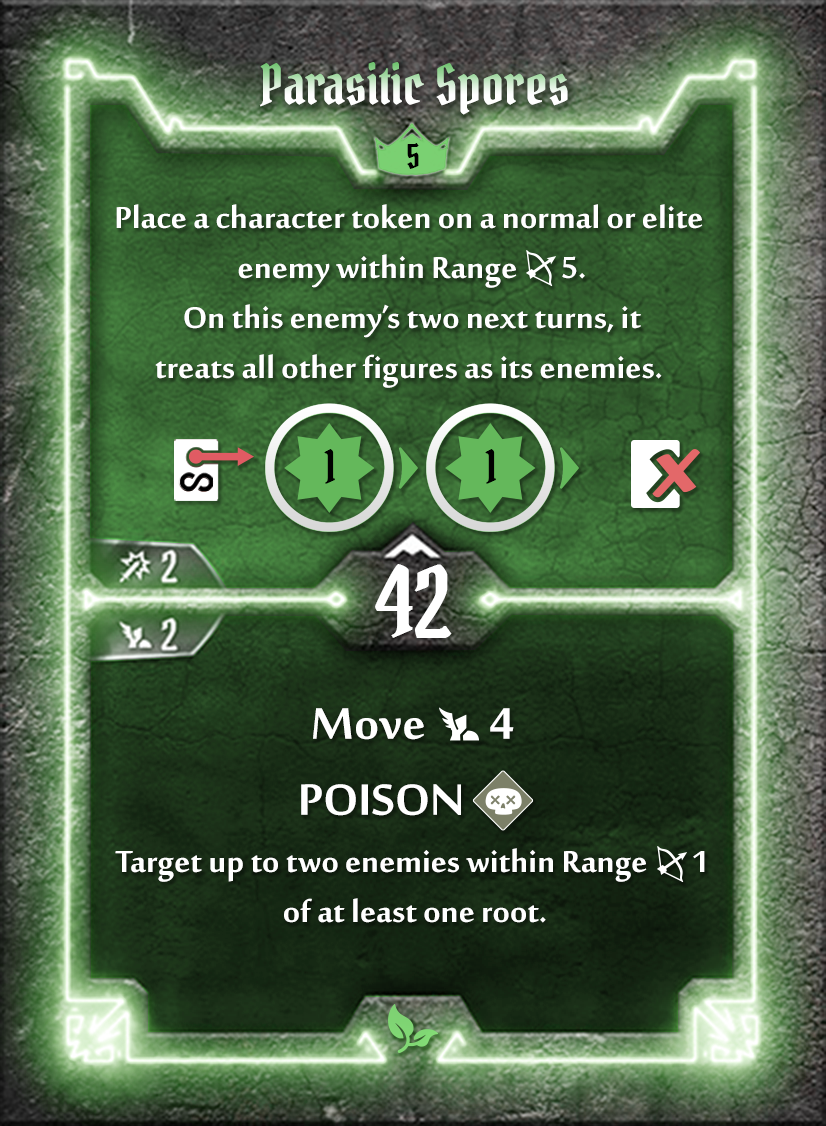 Parasitic Spores
5
Place a character token on a normal or elite
enemy within Range 5.
On this enemy's two next turns, it
treats all other figures as its enemies.
1 1
2
42
2
Move 4
POISON
Target up to two enemies within Range 1
of at least one root.